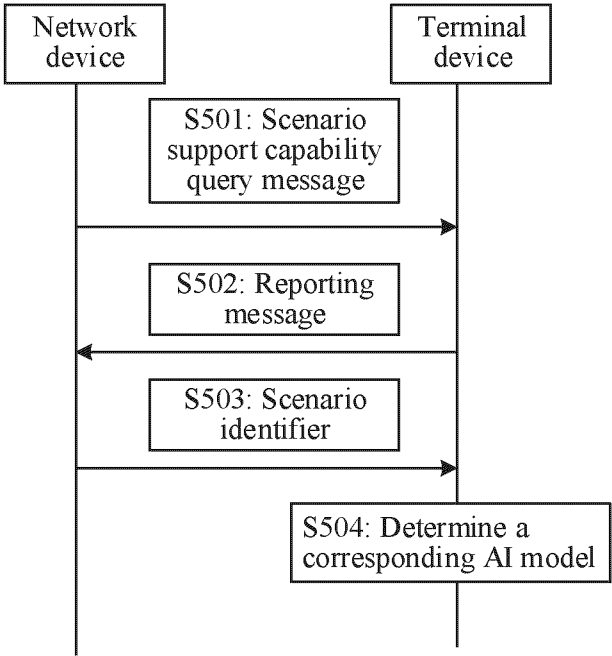 Network
device
Terminal
device
S501: Scenario
support capability
query message
S502: Reporting
message
S503: Scenario
identifier
S504: Determine a
corresponding AI model